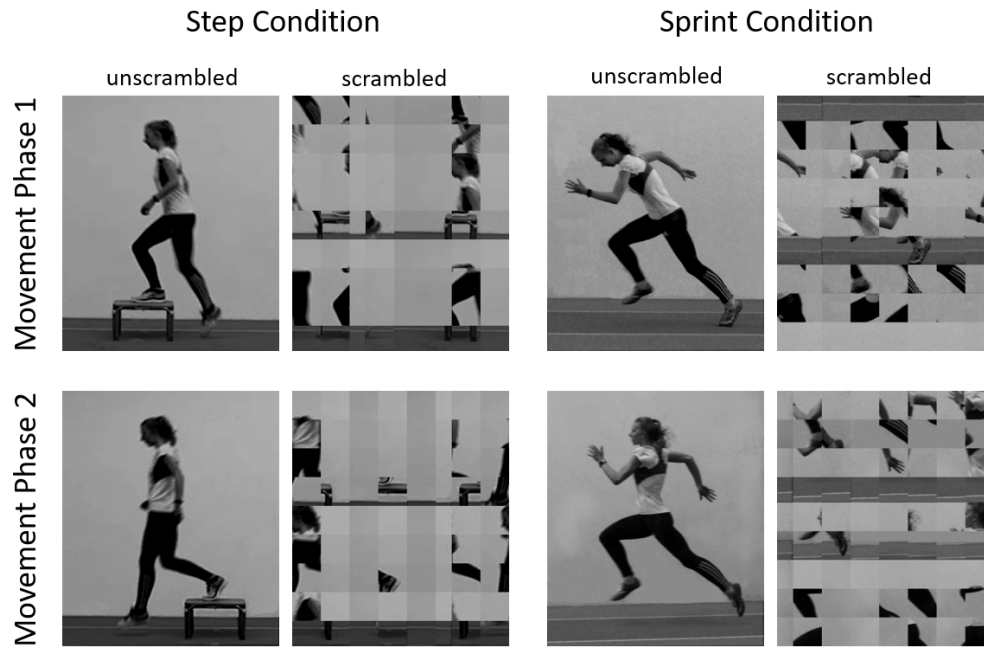 Step Condition
Sprint Condition
unscrambled
scrambled
unscrambled
scrambled
Movement Phase 1
Movement Phase 2